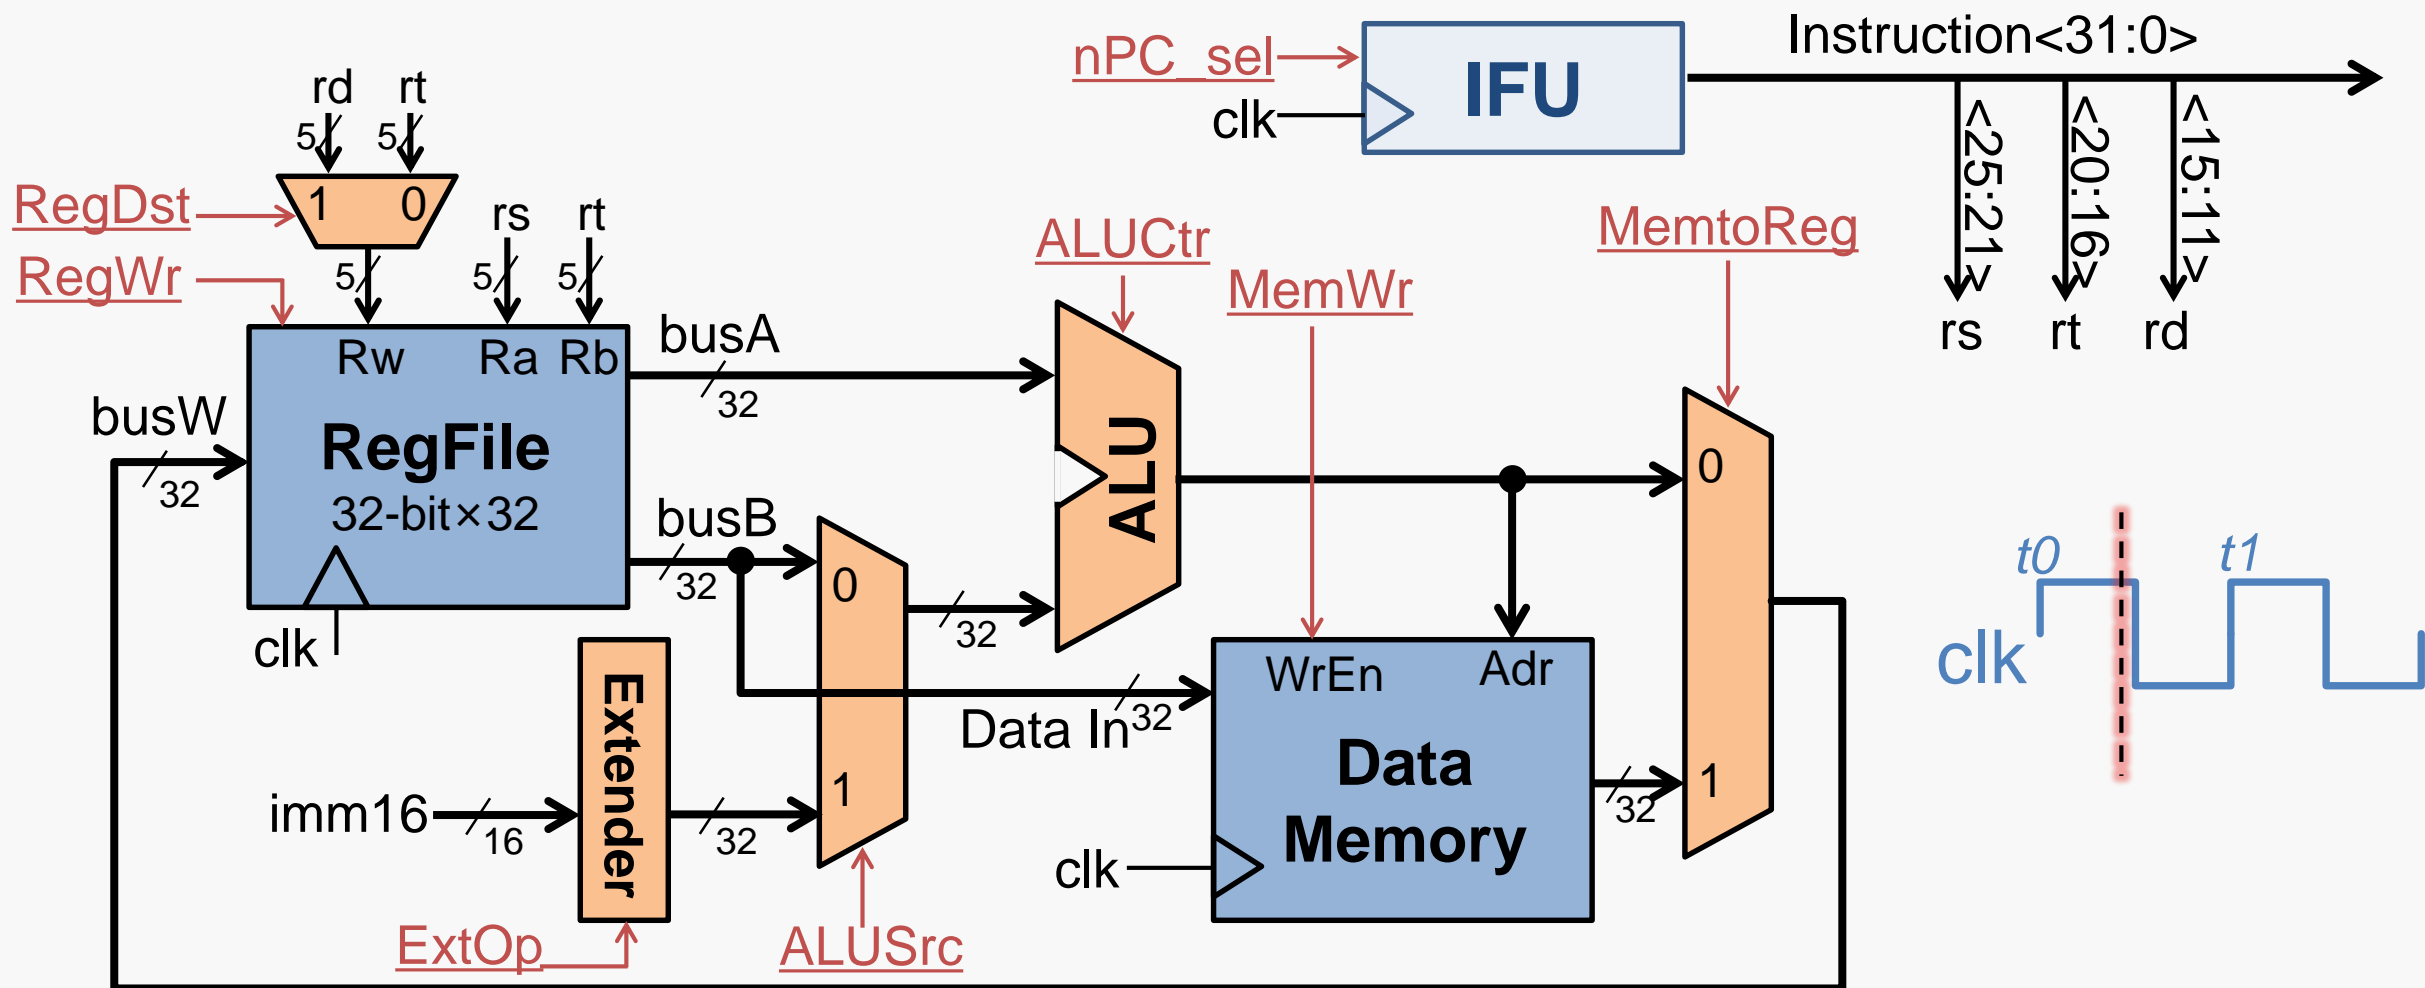 Instruction<31:0>
nPC_sel
IFU
clk
rd rt
5 5
<25:21>
<20:16>
<15:11>
rs rt rd
RegDst
1 0
rs rt
RegWr
5 5 5
ALUCtr
MemWr
MemtoReg
Rw Ra Rb
busA
32
busW
32
RegFile
32-bit×32
clk
busB
32
0
1
32
ALU
0
1
t0 t1
clk
WrEn Adr
Data In
32
Data
Memory
32
clk
imm16
16
Extender
32
ExtOp
ALUSrc